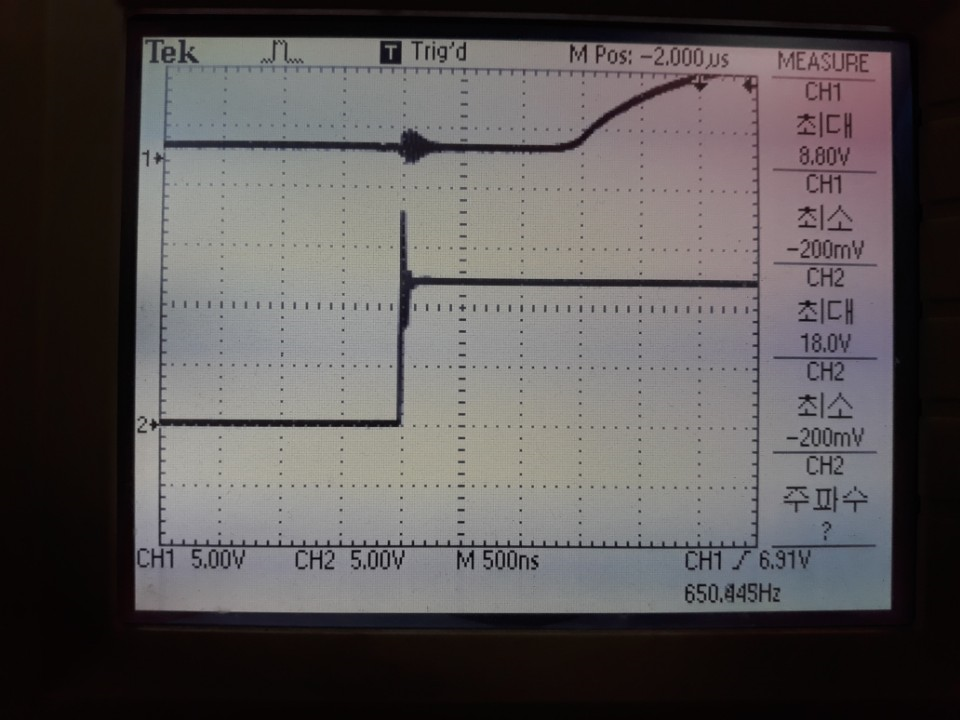 Tek T Trig'd M Pos: -2.000µs MEASURE
CH1
최대
8.80V
CH1
최소
-200mV
CH2
최대
18.0V
CH2
최소
-200mV
CH2
주파수
?
1
2
CH1 5.00V CH2 5.00V M 500ns CH1 6.91V